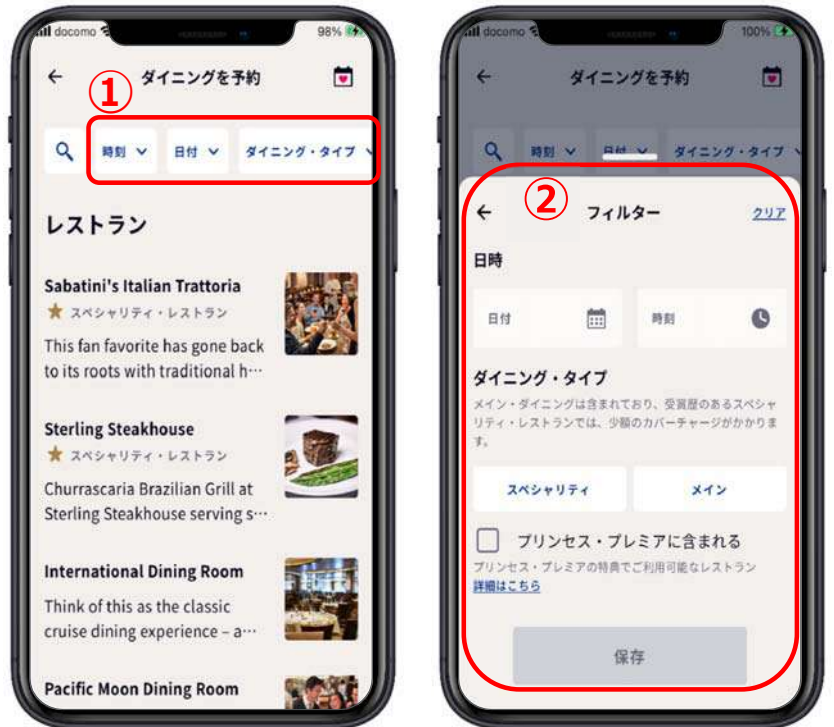 docomo
98%
ダイニングを予約
①
時刻
日付
ダイニング・タイプ
レストラン
Sabatini's Italian Trattoria
スペシャリティ・レストラン
This fan favorite has gone back
to its roots with traditional h…
Sterling Steakhouse
スペシャリティ・レストラン
Churrascaria Brazilian Grill at
Sterling Steakhouse serving s…
International Dining Room
Think of this as the classic
cruise dining experience – a…
Pacific Moon Dining Room
docomo
100%
ダイニングを予約
時刻
日付
ダイニング・タイプ
②
フィルター
クリア
日時
日付
時刻
ダイニング・タイプ
メイン・ダイニングは含まれており、受賞歴のあるスペシャ
リティ・レストランでは、少額のカバーチャージがかかりま
す。
スペシャリティ
メイン
プリンセス・プレミアに含まれる
プリンセス・プレミアの特典でご利用可能なレストラン
詳細はこちら
保存